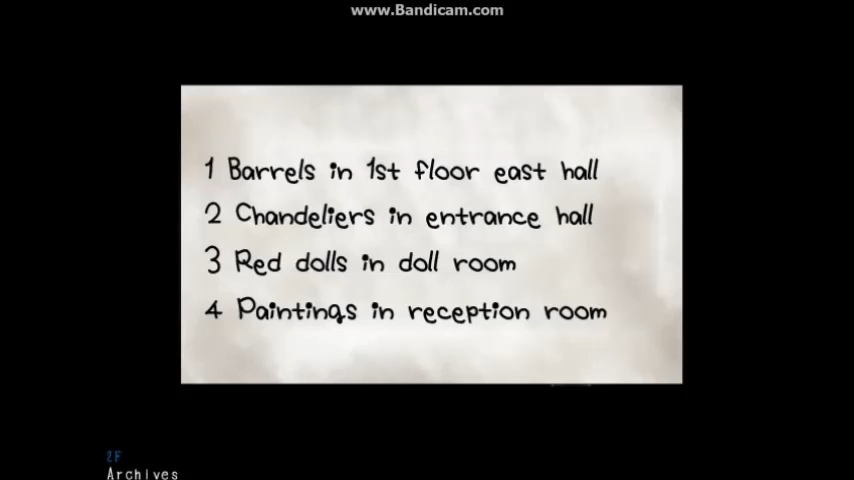 www.Bandicam.com
1 Barrels in 1st floor east hall
2 Chandeliers in entrance hall
3 Red dolls in doll room
4 Paintings in reception room
2F
Archives